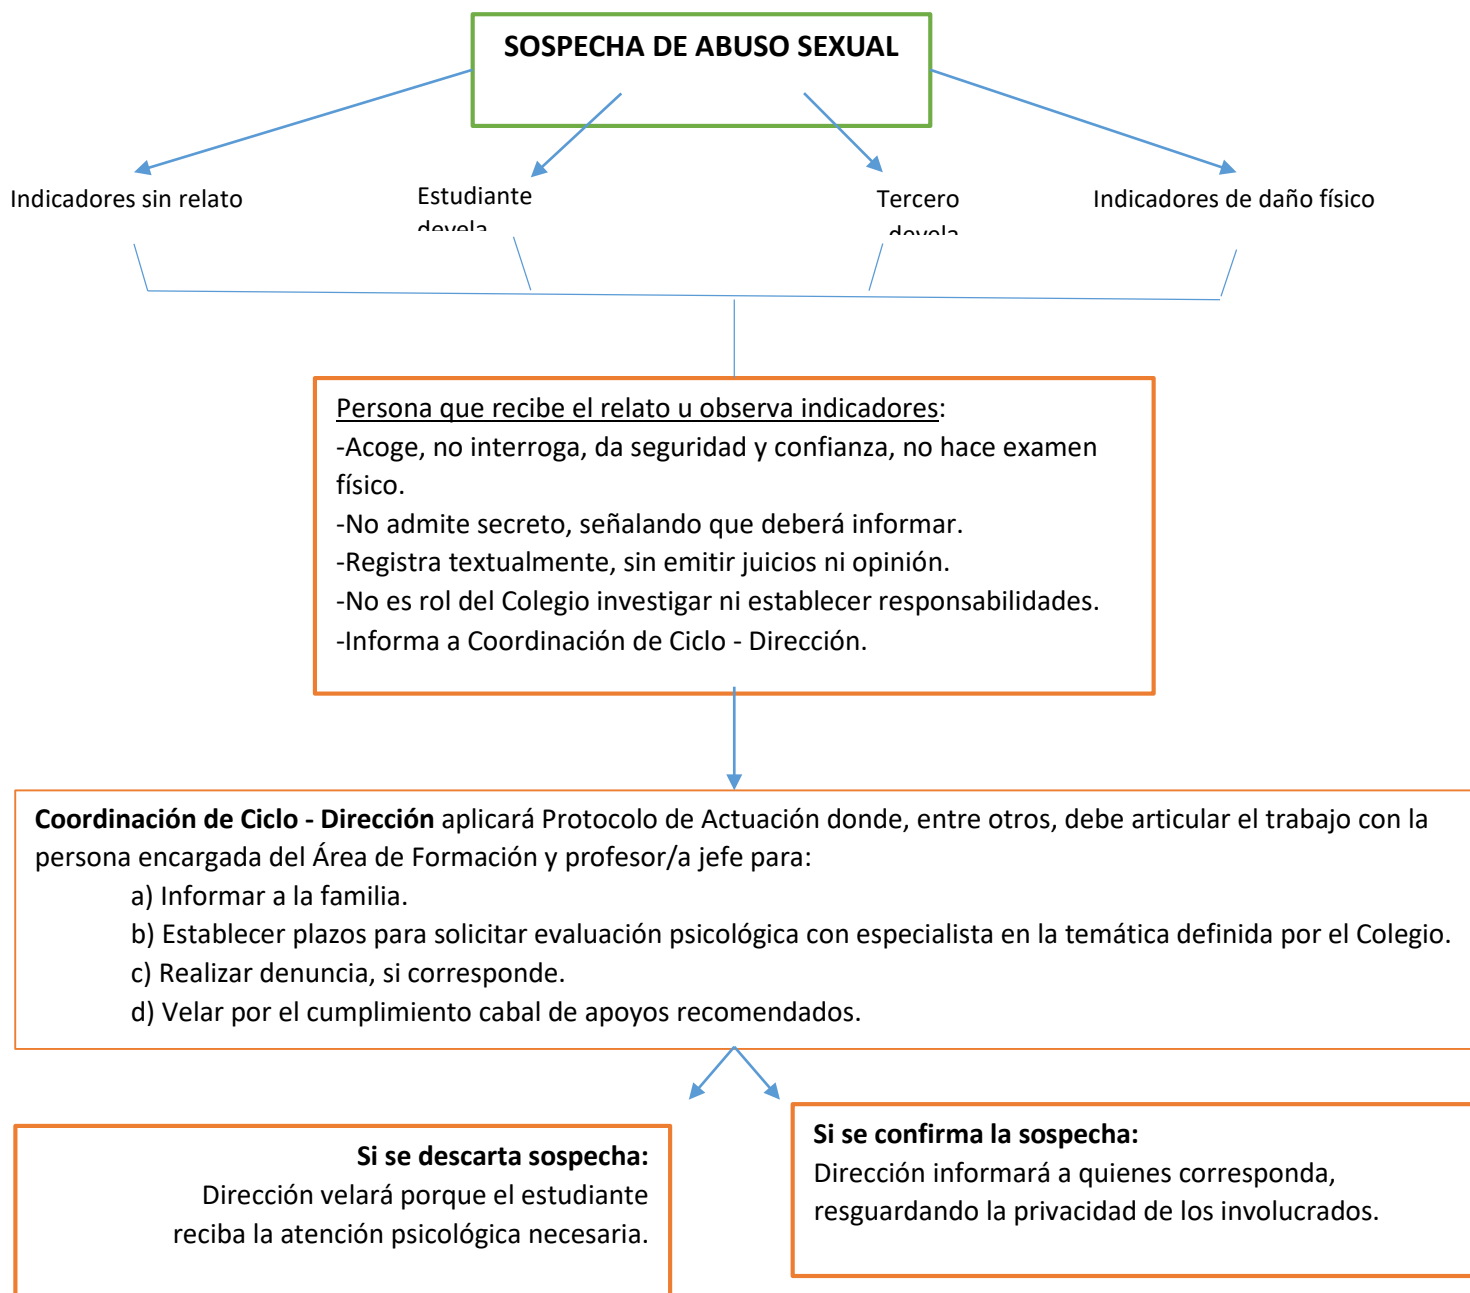 SOSPECHA DE ABUSO SEXUAL
Indicadores sin relato
Estudiante
devela
Tercero
devela
Indicadores de daño físico
Persona que recibe el relato u observa indicadores:
-Acoge, no interroga, da seguridad y confianza, no hace examen
físico.
-No admite secreto, señalando que deberá informar.
-Registra textualmente, sin emitir juicios ni opinión.
-No es rol del Colegio investigar ni establecer responsabilidades.
-Informa a Coordinación de Ciclo - Dirección.
Coordinación de Ciclo - Dirección aplicará Protocolo de Actuación donde, entre otros, debe articular el trabajo con la
persona encargada del Área de Formación y profesor/a jefe para:
a) Informar a la familia.
b) Establecer plazos para solicitar evaluación psicológica con especialista en la temática definida por el Colegio.
c) Realizar denuncia, si corresponde.
d) Velar por el cumplimiento cabal de apoyos recomendados.
Si se descarta sospecha:
Dirección velará porque el estudiante
reciba la atención psicológica necesaria.
Si se confirma la sospecha:
Dirección informará a quienes corresponda,
resguardando la privacidad de los involucrados.